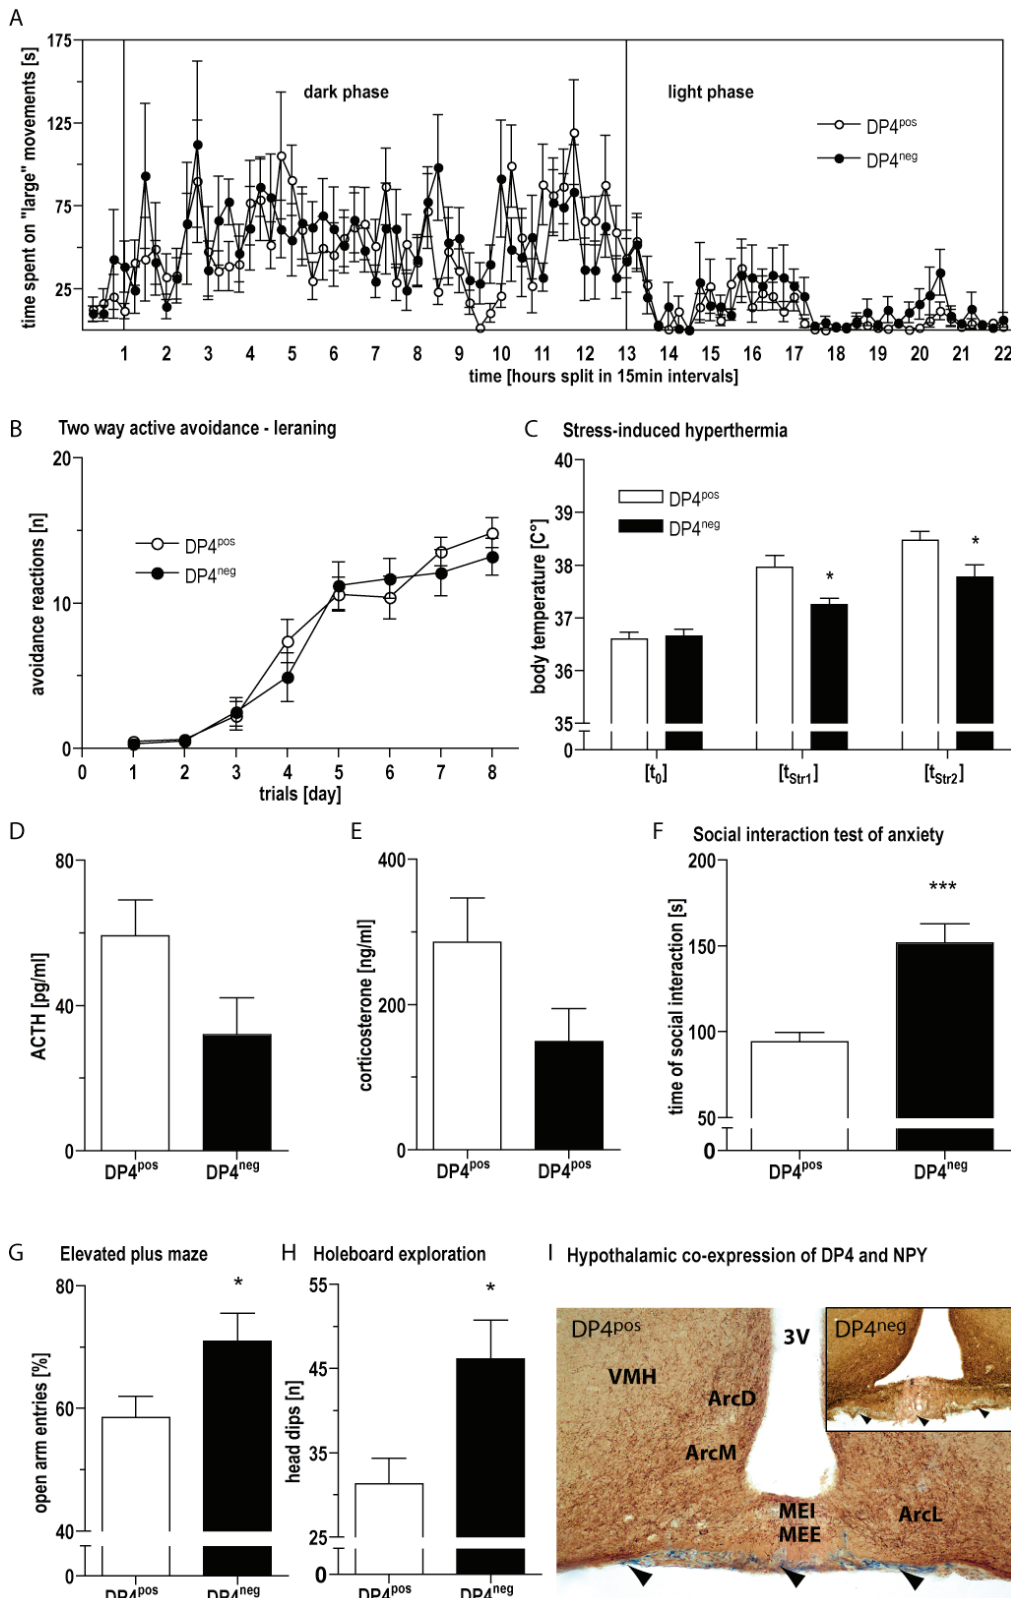 A
175
125
75
25
time spent on "large" movements [s]
dark phase
light phase
DP4pos
DP4neg
1 2 3 4 5 6 7 8 9 10 11 12 13 14 15 16 17 18 19 20 21 22
time [hours split in 15min intervals]
B Two way active avoidance - leraning
20
10
0
avoidance reactions [n]
DP4pos
DP4neg
0 1 2 3 4 5 6 7 8
trials [day]
C Stress-induced hyperthermia
40
39
38
37
36
35
0
body temperature [C°]
DP4pos
DP4neg
*
*
[t0] [tStr1] [tStr2]
D
80
40
0
ACTH [pg/ml]
DP4pos DP4neg
E
400
200
0
corticosterone [ng/ml]
DP4pos DP4pos
F Social interaction test of anxiety
200
150
100
50
0
time of social interaction [s]
***
DP4pos DP4neg
G Elevated plus maze
80
60
40
0
open arm entries [%]
*
DP4pos DP4neg
H Holeboard exploration
55
45
35
25
0
head dips [n]
*
DP4pos DP4neg
I Hypothalamic co-expression of DP4 and NPY
DP4pos
3V
DP4neg
VMH
ArcD
ArcM
MEI
MEE
ArcL